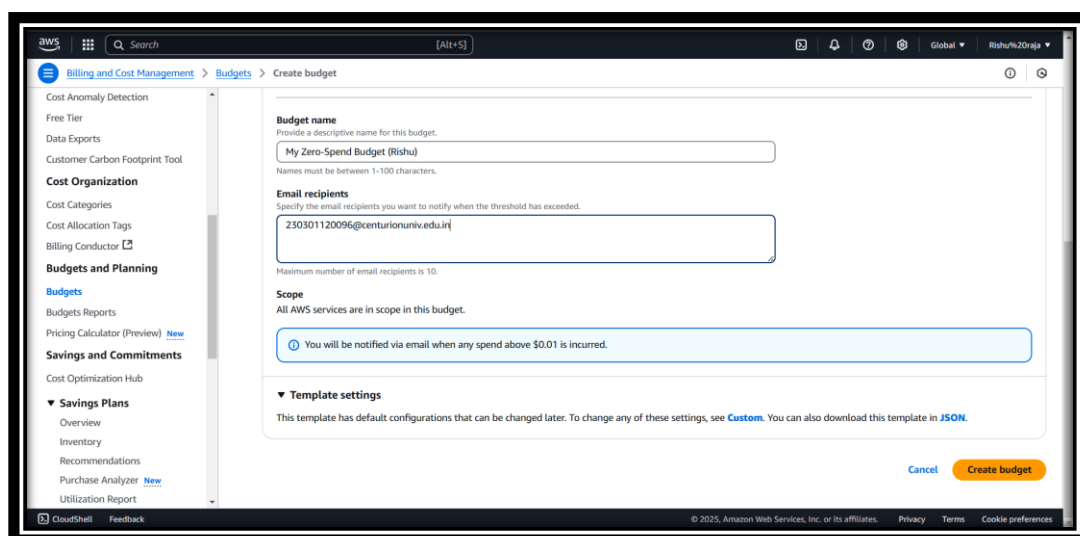 aws
Search
[Alt+S]
Global ▼
Rishu%20raja ▼
Billing and Cost Management > Budgets > Create budget
Cost Anomaly Detection
Free Tier
Data Exports
Customer Carbon Footprint Tool
Cost Organization
Cost Categories
Cost Allocation Tags
Billing Conductor
Budgets and Planning
Budgets
Budgets Reports
Pricing Calculator (Preview) New
Savings and Commitments
Cost Optimization Hub
▼ Savings Plans
Overview
Inventory
Recommendations
Purchase Analyzer New
Utilization Report
Budget name
Provide a descriptive name for this budget.
My Zero-Spend Budget (Rishu)
Names must be between 1-100 characters.
Email recipients
Specify the email recipients you want to notify when the threshold has exceeded.
230301120096@centurionuniv.edu.in
Maximum number of email recipients is 10.
Scope
All AWS services are in scope in this budget.
You will be notified via email when any spend above $0.01 is incurred.
▼ Template settings
This template has default configurations that can be changed later. To change any of these settings, see Custom. You can also download this template in JSON.
Cancel
Create budget
CloudShell
Feedback
© 2025, Amazon Web Services, Inc. or its affiliates.
Privacy
Terms
Cookie preferences